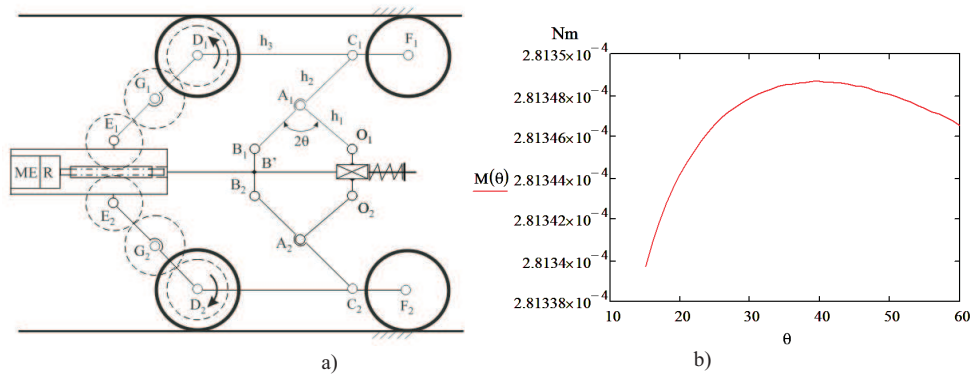 D₁
h₃
C₁
F₁
h₂
G₁
A₁
h₁
E₁
2θ
O₁
B₁
B'
ME R
B₂
O₂
E₂
A₂
G₂
D₂
C₂
F₂
a)
Nm
2.8135×10⁻⁴
2.81348×10⁻⁴
2.81346×10⁻⁴
2.81344×10⁻⁴
M(θ)
2.81342×10⁻⁴
2.8134×10⁻⁴
2.81338×10⁻⁴
10 20 30 40 50 60
θ
b)